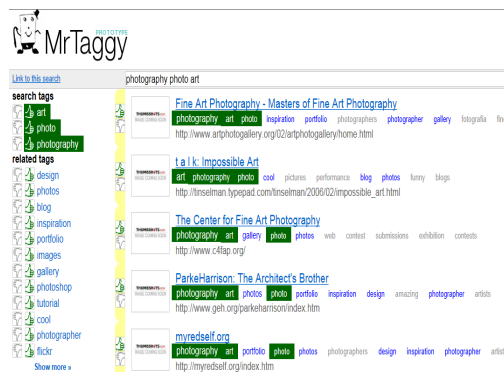 PROTOTYPE
MrTaggy
Link to this search
photography photo art
search tags
art
photo
photography
related tags
design
photos
blog
inspiration
portfolio
images
gallery
photoshop
tutorial
cool
photographer
flickr
Show more »
Fine Art Photography - Masters of Fine Art Photography
photography art photo inspiration portfolio photographers photographer gallery fotografia
http://www.artphotogallery.org/02/artphotogallery/home.html
t a l k: Impossible Art
art photography photo cool pictures performance blog photos funny blogs
http://tinselman.typepad.com/tinselman/2006/02/impossible_art.html
The Center for Fine Art Photography
photography art gallery photo photos web contest submissions exhibition contests
http://www.c4fap.org/
ParkeHarrison: The Architect's Brother
photography art photos photo portfolio inspiration design amazing photographer artists
http://www.geh.org/parkeharrison/index.htm
myredself.org
photography art portfolio photo photos photographers design inspiration photographer artist
http://myredself.org/index.htm